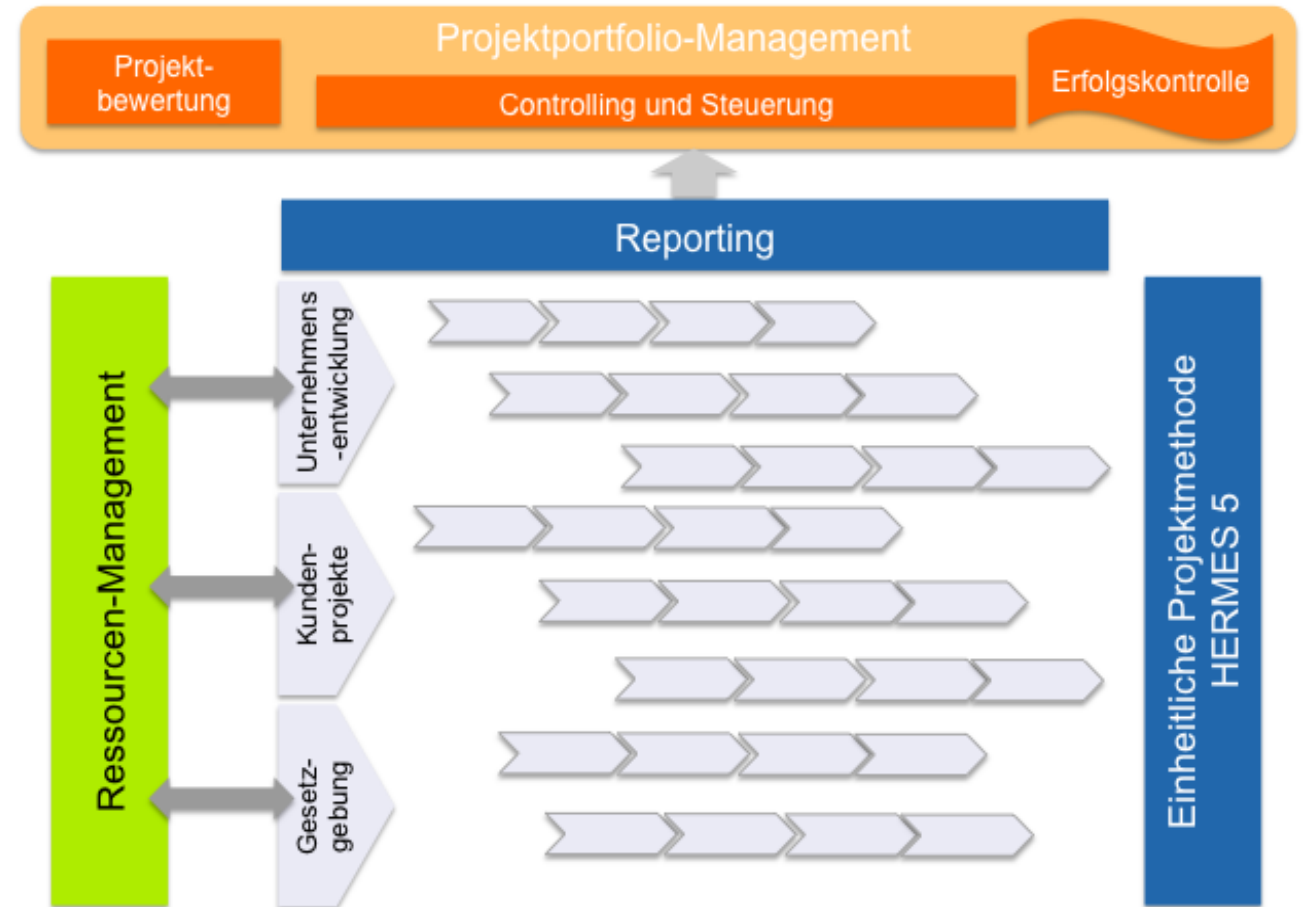 Projektportfolio-Management
Projekt-
bewertung
Controlling und Steuerung
Erfolgskontrolle
Reporting
Ressourcen-Management
Unternehmens
-entwicklung
Kunden-
projekte
Gesetz-
gebung
Einheitliche Projektmethode
HERMES 5